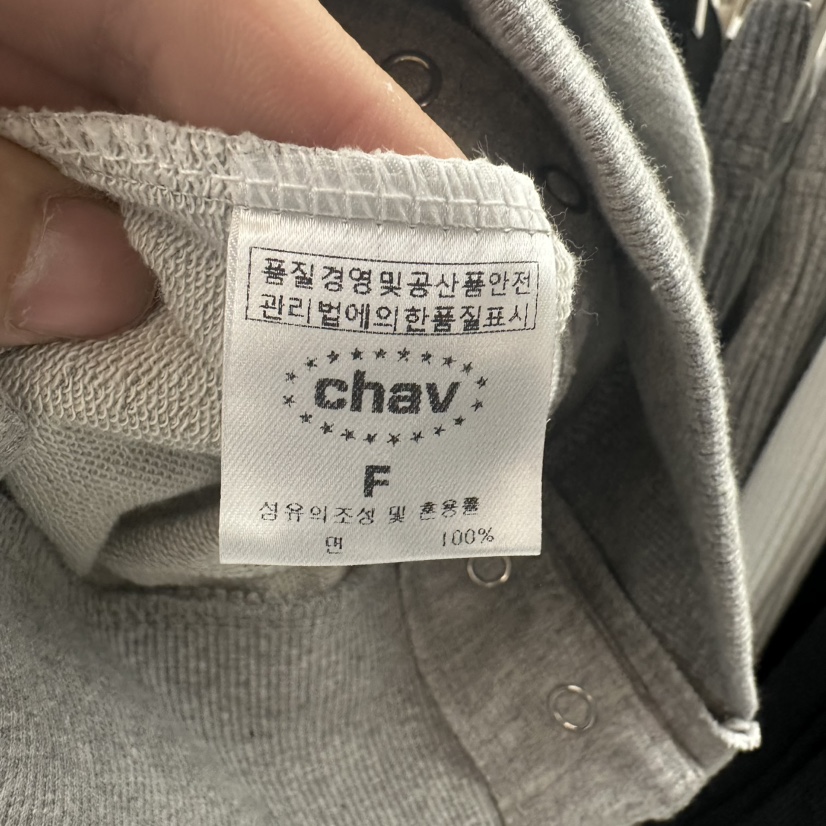 품질경영및공산품안전
관리법에의한품질표시
chav
F
섬유의조성 및 혼용률
면 100%